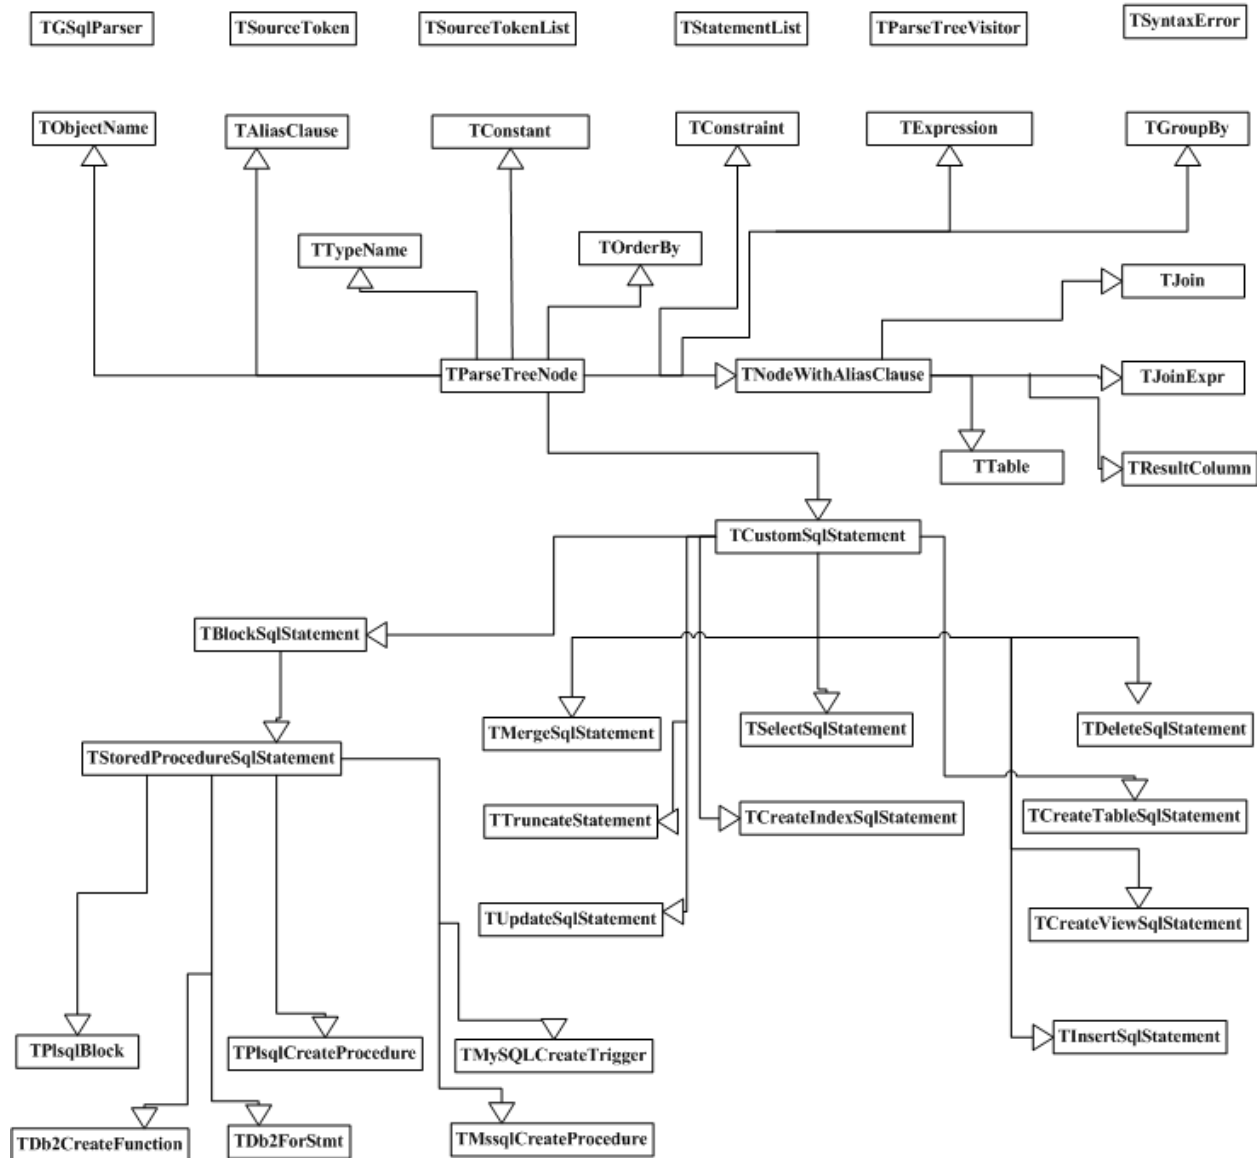 TGSqlParser
TSourceToken
TSourceTokenList
TStatementList
TParseTreeVisitor
TSyntaxError
TObjectName
TAliasClause
TConstant
TConstraint
TExpression
TGroupBy
TTypeName
TOrderBy
TJoin
TParseTreeNode
TNodeWithAliasClause
TJoinExpr
TTable
TResultColumn
TCustomSqlStatement
TBlockSqlStatement
TMergeSqlStatement
TSelectSqlStatement
TDeleteSqlStatement
TStoredProcedureSqlStatement
TTruncateStatement
TCreateIndexSqlStatement
TCreateTableSqlStatement
TUpdateSqlStatement
TCreateViewSqlStatement
TPlsqlBlock
TPlsqlCreateProcedure
TMySQLCreateTrigger
TInsertSqlStatement
TDb2CreateFunction
TDb2ForStmt
TMssqlCreateProcedure